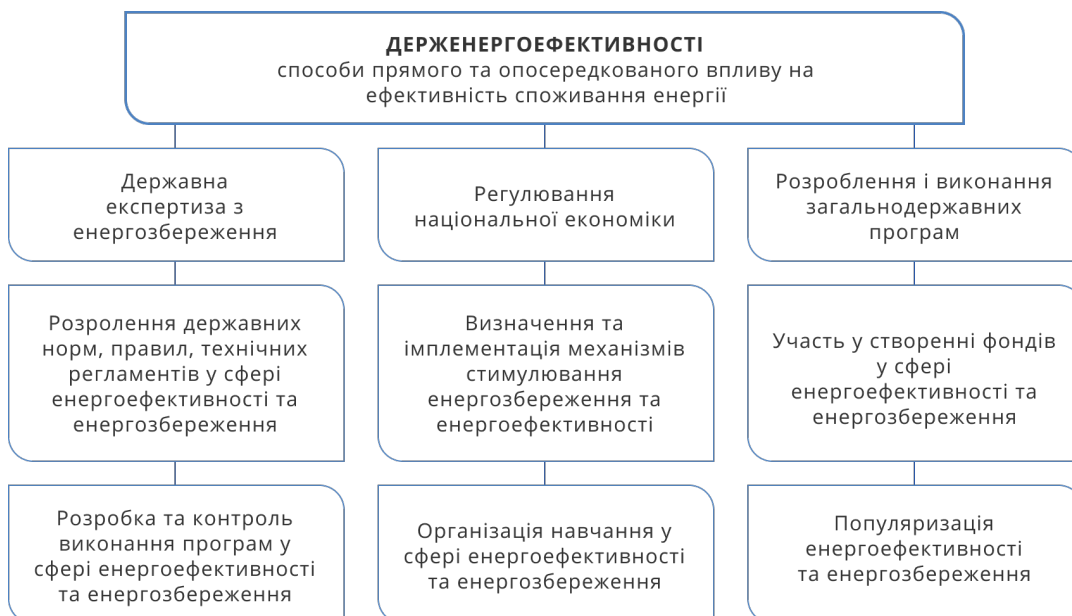 ДЕРЖЕНЕРГОЕФЕКТИВНОСТІ
способи прямого та опосередкованого впливу на
ефективність споживання енергії
Державна
експертиза з
енергозбереження
Регулювання
національної економіки
Розроблення і виконання
загальнодержавних
програм
Розролення державних
норм, правил, технічних
регламентів у сфері
енергоефективності та
енергозбереження
Визначення та
імплементація механізмів
стимулювання
енергозбереження та
енергоефективності
Участь у створенні фондів
у сфері
енергоефективності та
енергозбереження
Розробка та контроль
виконання програм у
сфері енергоефективності
та енергозбереження
Організація навчання у
сфері енергоефективності
та енергозбереження
Популяризація
енергоефективності
та енергозбереження